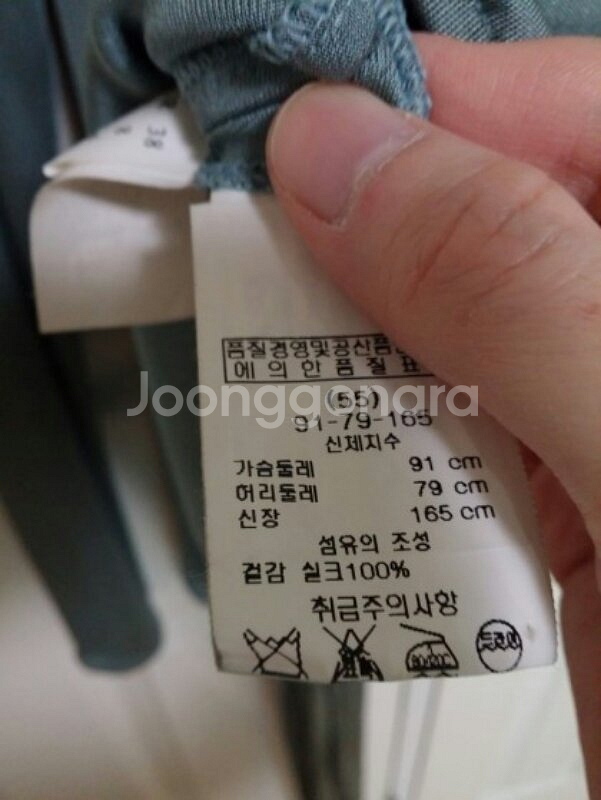 38
품질경영및공산품
에 의 한 품 질 표
Joonggonara
(55)
91-79-165
신체지수
가슴둘레 91 cm
허리둘레 79 cm
신장 165 cm
섬유의 조성
겉감 실크100%
취급주의사항
드라이